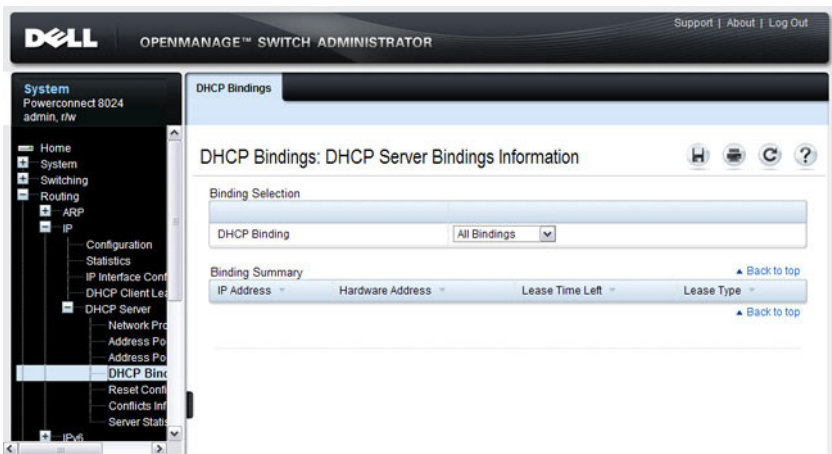 Support | About | Log Out
DELL OPENMANAGE™ SWITCH ADMINISTRATOR
System
Powerconnect 8024
admin, r/w
Home
System
Switching
Routing
ARP
IP
Configuration
Statistics
IP Interface Conf
DHCP Client Lea
DHCP Server
Network Pro
Address Po
Address Po
DHCP Bind
Reset Confi
Conflicts Inf
Server Statis
IPv6
DHCP Bindings
DHCP Bindings: DHCP Server Bindings Information
?
Binding Selection
DHCP Binding All Bindings
Binding Summary Back to top
IP Address Hardware Address Lease Time Left Lease Type
Back to top